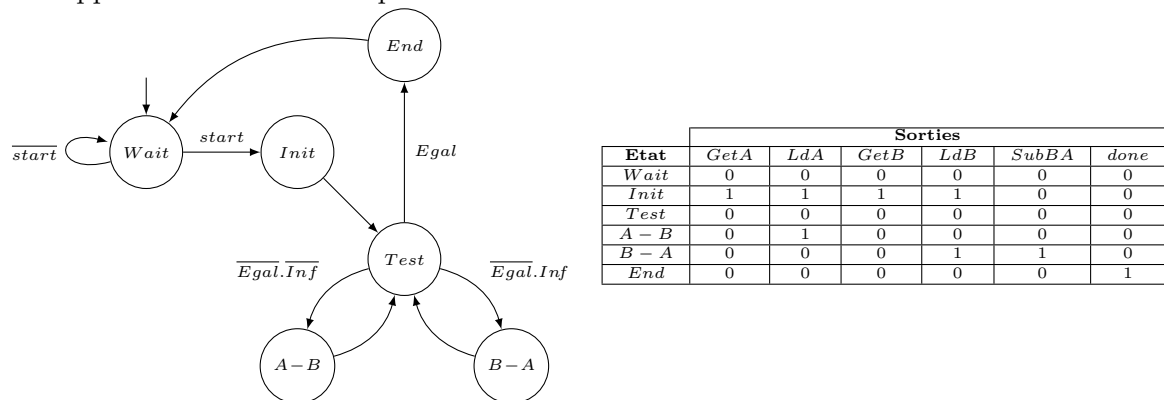 End
start
Wait
start
Init
Egal
Test
Egal.Inf
Egal.Inf
A−B
B−A
Sorties
Etat GetA LdA GetB LdB SubBA done
Wait 0 0 0 0 0 0
Init 1 1 1 1 0 0
Test 0 0 0 0 0 0
A − B 0 1 0 0 0 0
B − A 0 0 0 1 1 0
End 0 0 0 0 0 1